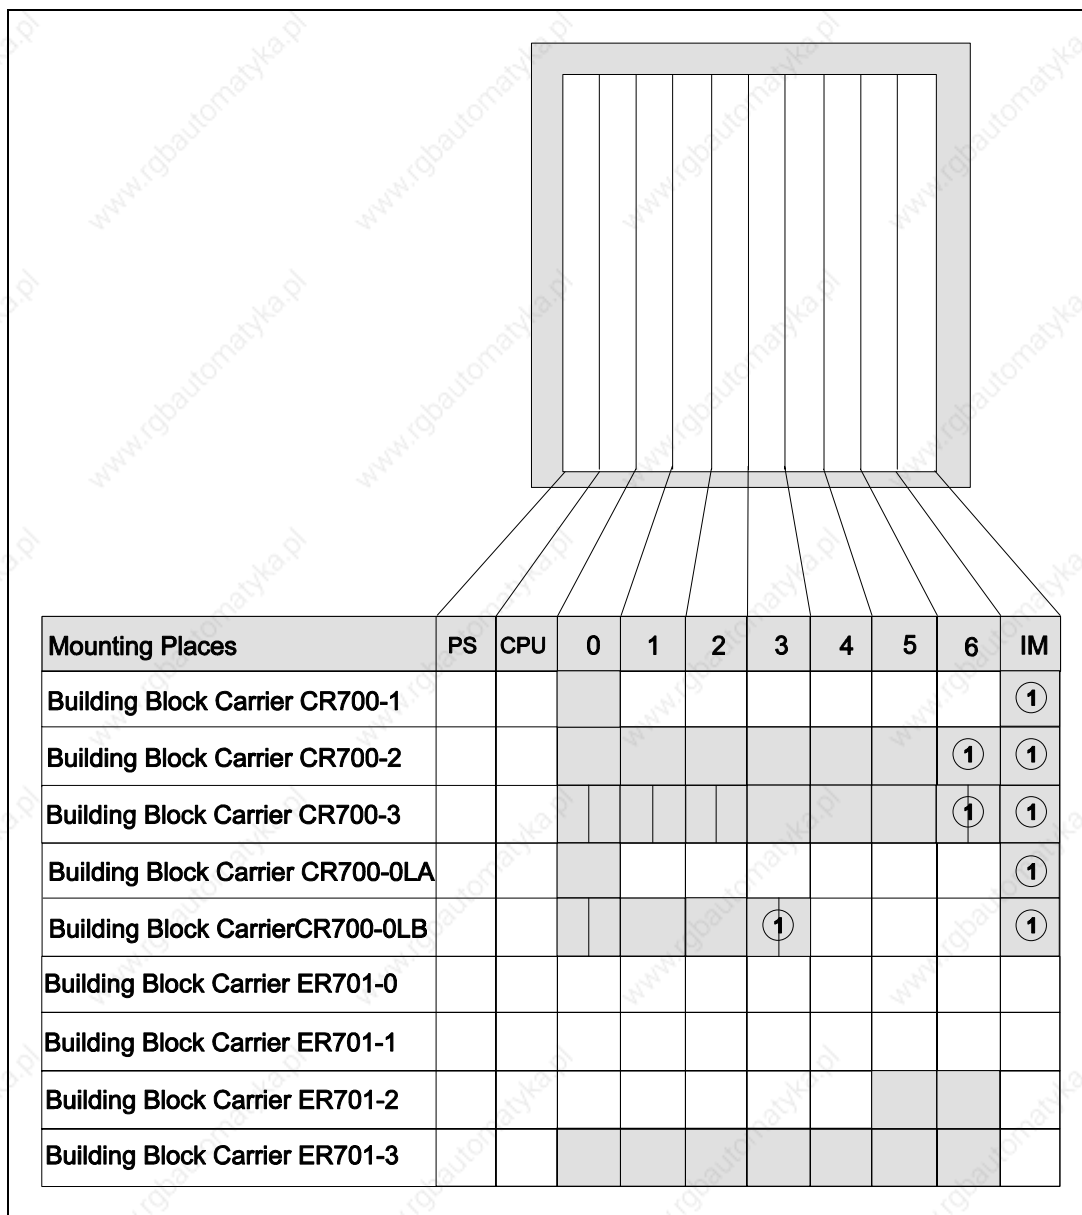 Mounting Places PS CPU 0 1 2 3 4 5 6 IM
Building Block Carrier CR700-1 1
Building Block Carrier CR700-2 1 1
Building Block Carrier CR700-3 1 1
Building Block Carrier CR700-0LA 1
Building Block CarrierCR700-0LB 1 1
Building Block Carrier ER701-0
Building Block Carrier ER701-1
Building Block Carrier ER701-2
Building Block Carrier ER701-3
www.rgbautomatyka.pl